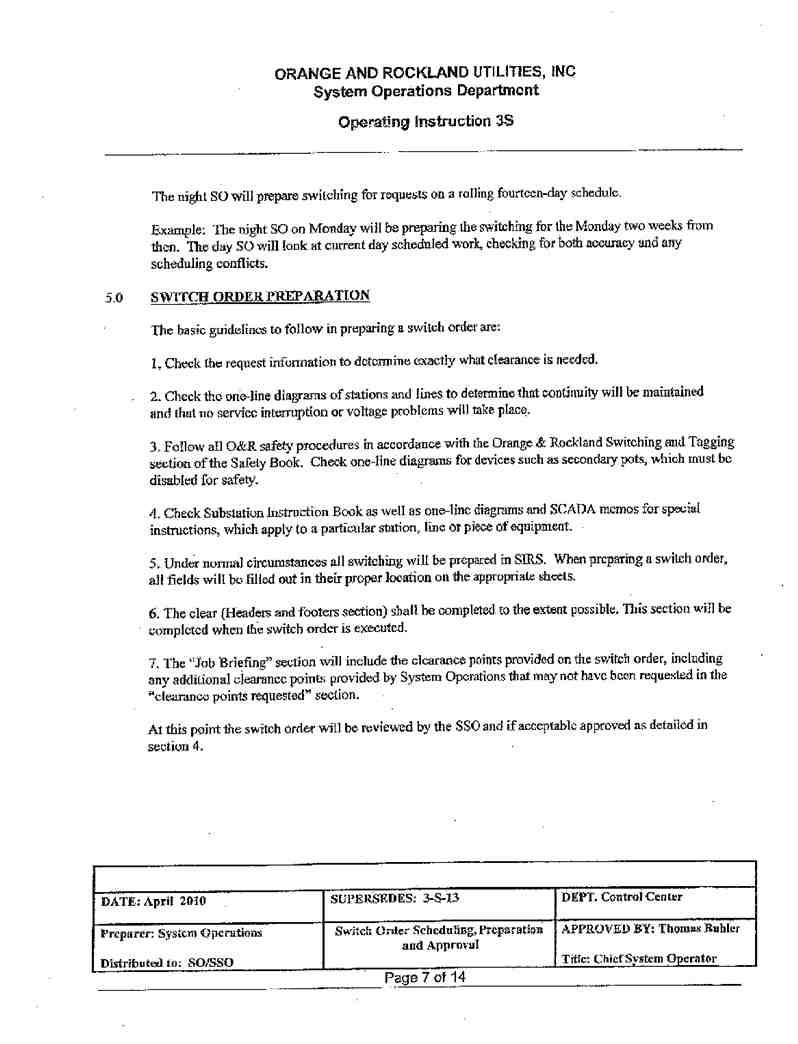 ORANGE AND ROCKLAND UTILITIES, INC
System Operations Department
Operating Instruction 3S
The night SO will prepare switching for requests on a rolling fourteen-day schedule.
Example: The night SO on Monday will be preparing the switching for the Monday two weeks from
then. The day SO will look at current day scheduled work, checking for both accuracy and any
scheduling conflicts.
5.0 SWITCH ORDER PREPARATION
The basic guidelines to follow in preparing a switch order are:
1. Check the request information to determine exactly what clearance is needed.
2. Check the one-line diagrams of stations and lines to determine that continuity will be maintained
and that no service interruption or voltage problems will take place.
3. Follow all O&R safety procedures in accordance with the Orange & Rockland Switching and Tagging
section of the Safety Book. Check one-line diagrams for devices such as secondary pots, which must be
disabled for safety.
4. Check Substation Instruction Book as well as one-line diagrams and SCADA memos for special
instructions, which apply to a particular station, line or piece of equipment.
5. Under normal circumstances all switching will be prepared in SIRS. When preparing a switch order,
all fields will be filled out in their proper location on the appropriate sheets.
6. The clear (Headers and footers section) shall be completed to the extent possible. This section will be
completed when the switch order is executed.
7. The "Job Briefing" section will include the clearance points provided on the switch order, including
any additional clearance points provided by System Operations that may not have been requested in the
"clearance points requested" section.
At this point the switch order will be reviewed by the SSO and if acceptable approved as detailed in
section 4.
DATE: April 2010 SUPERSEDES: 3-S-13 DEPT. Control Center
Preparer: System Operations Switch Order Scheduling, Preparation APPROVED BY: Thomas Ruhler
and Approval
Distributed to: SO/SSO Title: Chief System Operator
Page 7 of 14